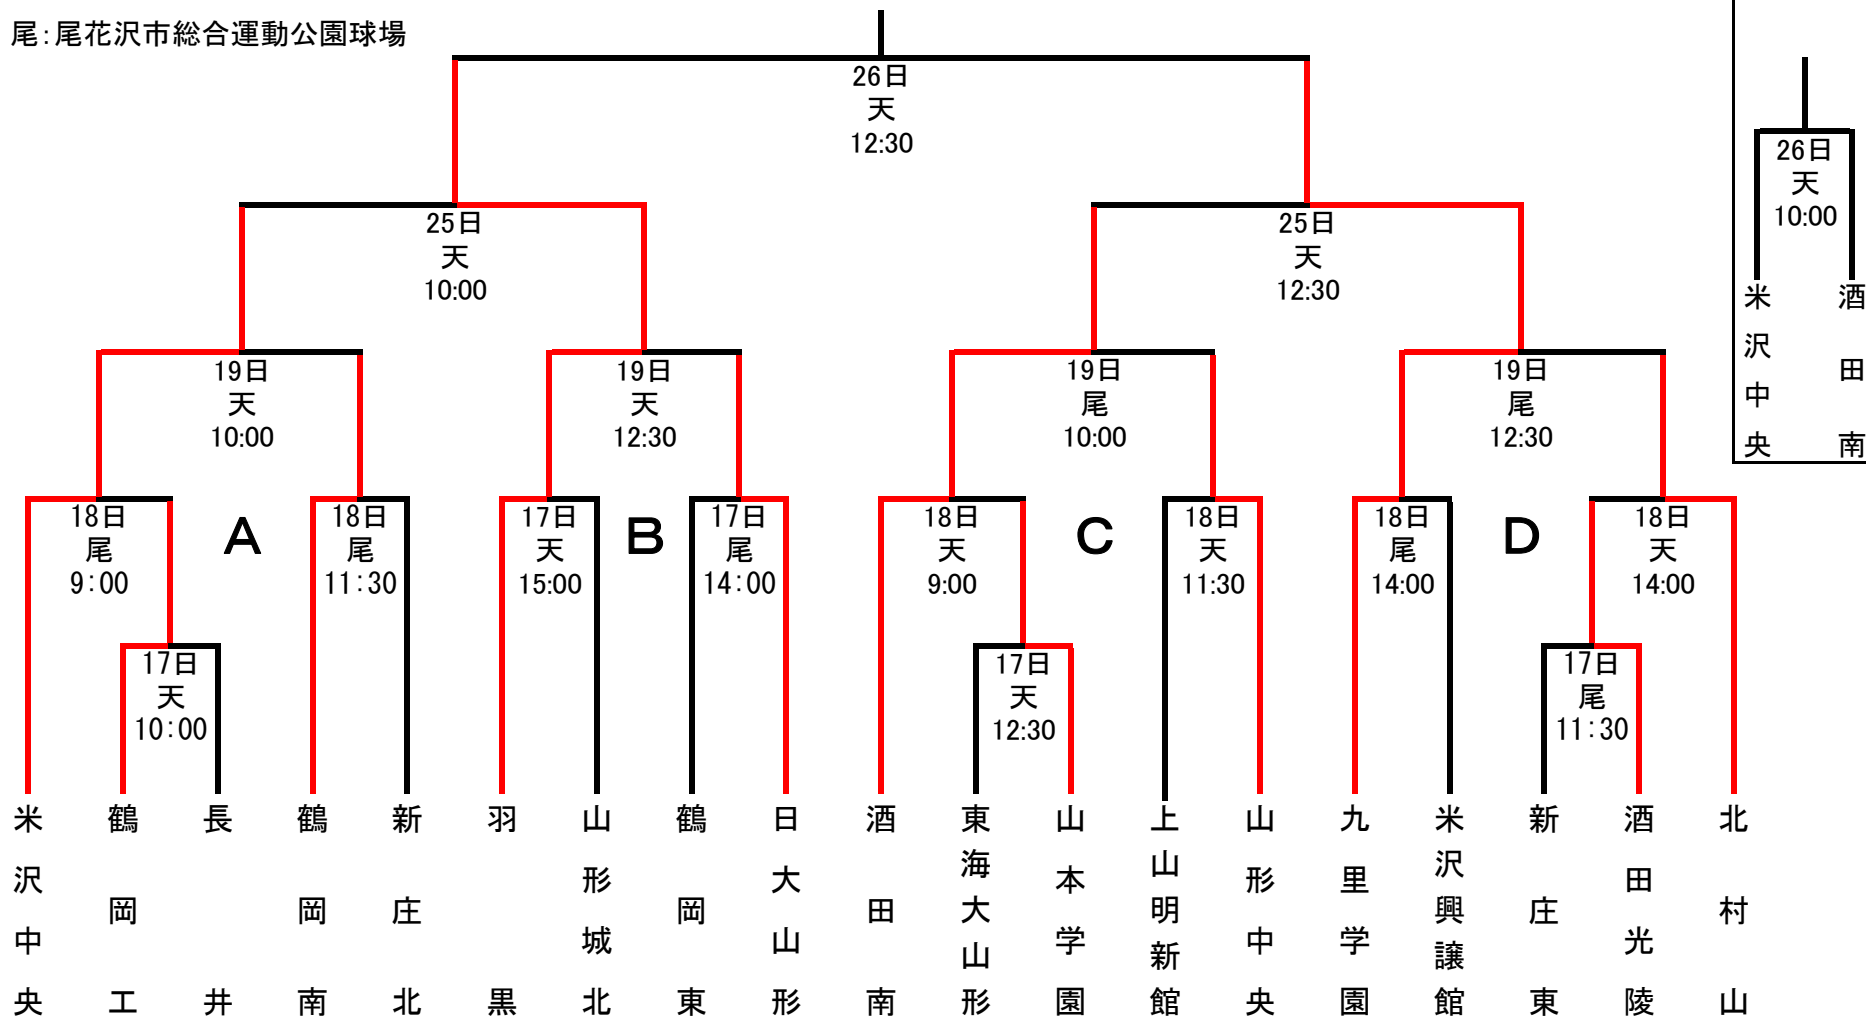 尾:尾花沢市総合運動公園球場
26日
天
12:30
26日
天
10:00
米沢中央
酒田南
25日
天
10:00
25日
天
12:30
19日
天
10:00
19日
天
12:30
19日
尾
10:00
19日
尾
12:30
18日
尾
9:00
A
18日
尾
11:30
17日
天
15:00
B
17日
尾
14:00
18日
天
9:00
C
18日
天
11:30
18日
尾
14:00
D
18日
天
14:00
17日
天
10:00
17日
天
12:30
17日
尾
11:30
米沢中央
鶴岡工
長井
鶴岡南
新庄北
羽黒
山形城北
鶴岡東
日大山形
酒田南
東海大山形
山本学園
上山明新館
山形中央
九里学園
米沢興譲館
新庄東
酒田光陵
北村山